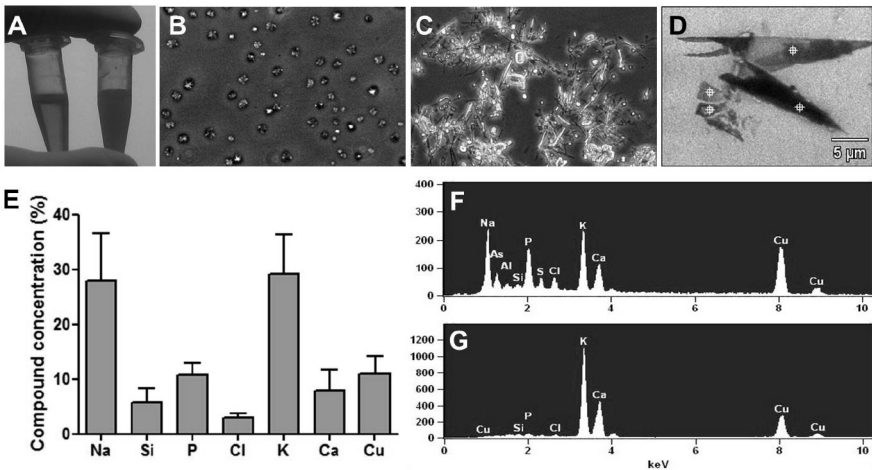 A
B
C
D
5 µm
E
Compound concentration (%)
40
30
20
10
0
Na Si P Cl K Ca Cu
F
400
300
200
100
0
Na
As
Al
Si
P
S
Cl
K
Ca
Cu
Cu
0 2 4 6 8 10
G
1200
1000
800
600
400
200
0
Cu
Si
P
K
Ca
Cu
Cu
0 2 4 6 8 10
keV